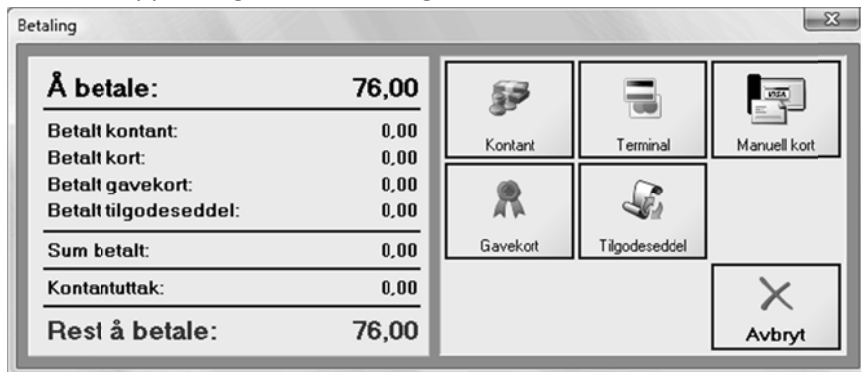 Betaling
Å betale: 76,00
Betalt kontant: 0,00
Betalt kort: 0,00
Betalt gavekort: 0,00
Betalt tilgodeseddel: 0,00
Sum betalt: 0,00
Kontantuttak: 0,00
Rest å betale: 76,00
Kontant Terminal Manuell kort
VISA
Gavekort Tilgodeseddel
Avbryt